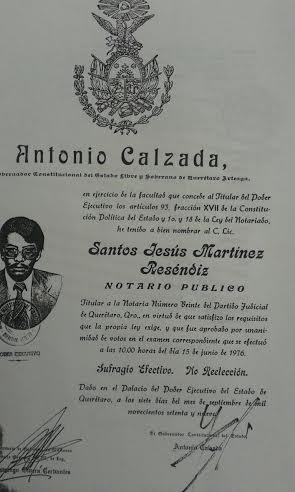 Antonio Calzada,
Gobernador Constitucional del Estado Libre y Soberano de Querétaro Arteaga,
en ejercicio de la facultad que concede al Titular del Poder
Ejecutivo los artículos 93, fracción XVII de la Constitu-
ción Política del Estado y 1o. y 18 de la Ley del Notariado,
he tenido a bien nombrar al C. Lic.
Santos Jesús Martínez
Reséndiz
NOTARIO PUBLICO
Titular a la Notaría Número Veinte del Partido Judicial
de Querétaro, Qro., en virtud de que satisfizo los requisitos
que la propia ley exige, y que fue aprobado por unani-
midad de votos en el examen correspondiente que se efectuó
a las 10.00 horas del día 15 de junio de 1976.
PODER EJECUTIVO
Sufragio Efectivo. No Reelección.
Dado en el Palacio del Poder Ejecutivo del Estado de
Querétaro, a los siete días del mes de septiembre de mil
novecientos setenta y nueve.
El Gobernador Constitucional del Estado
Antonio Calzada
Cervantes